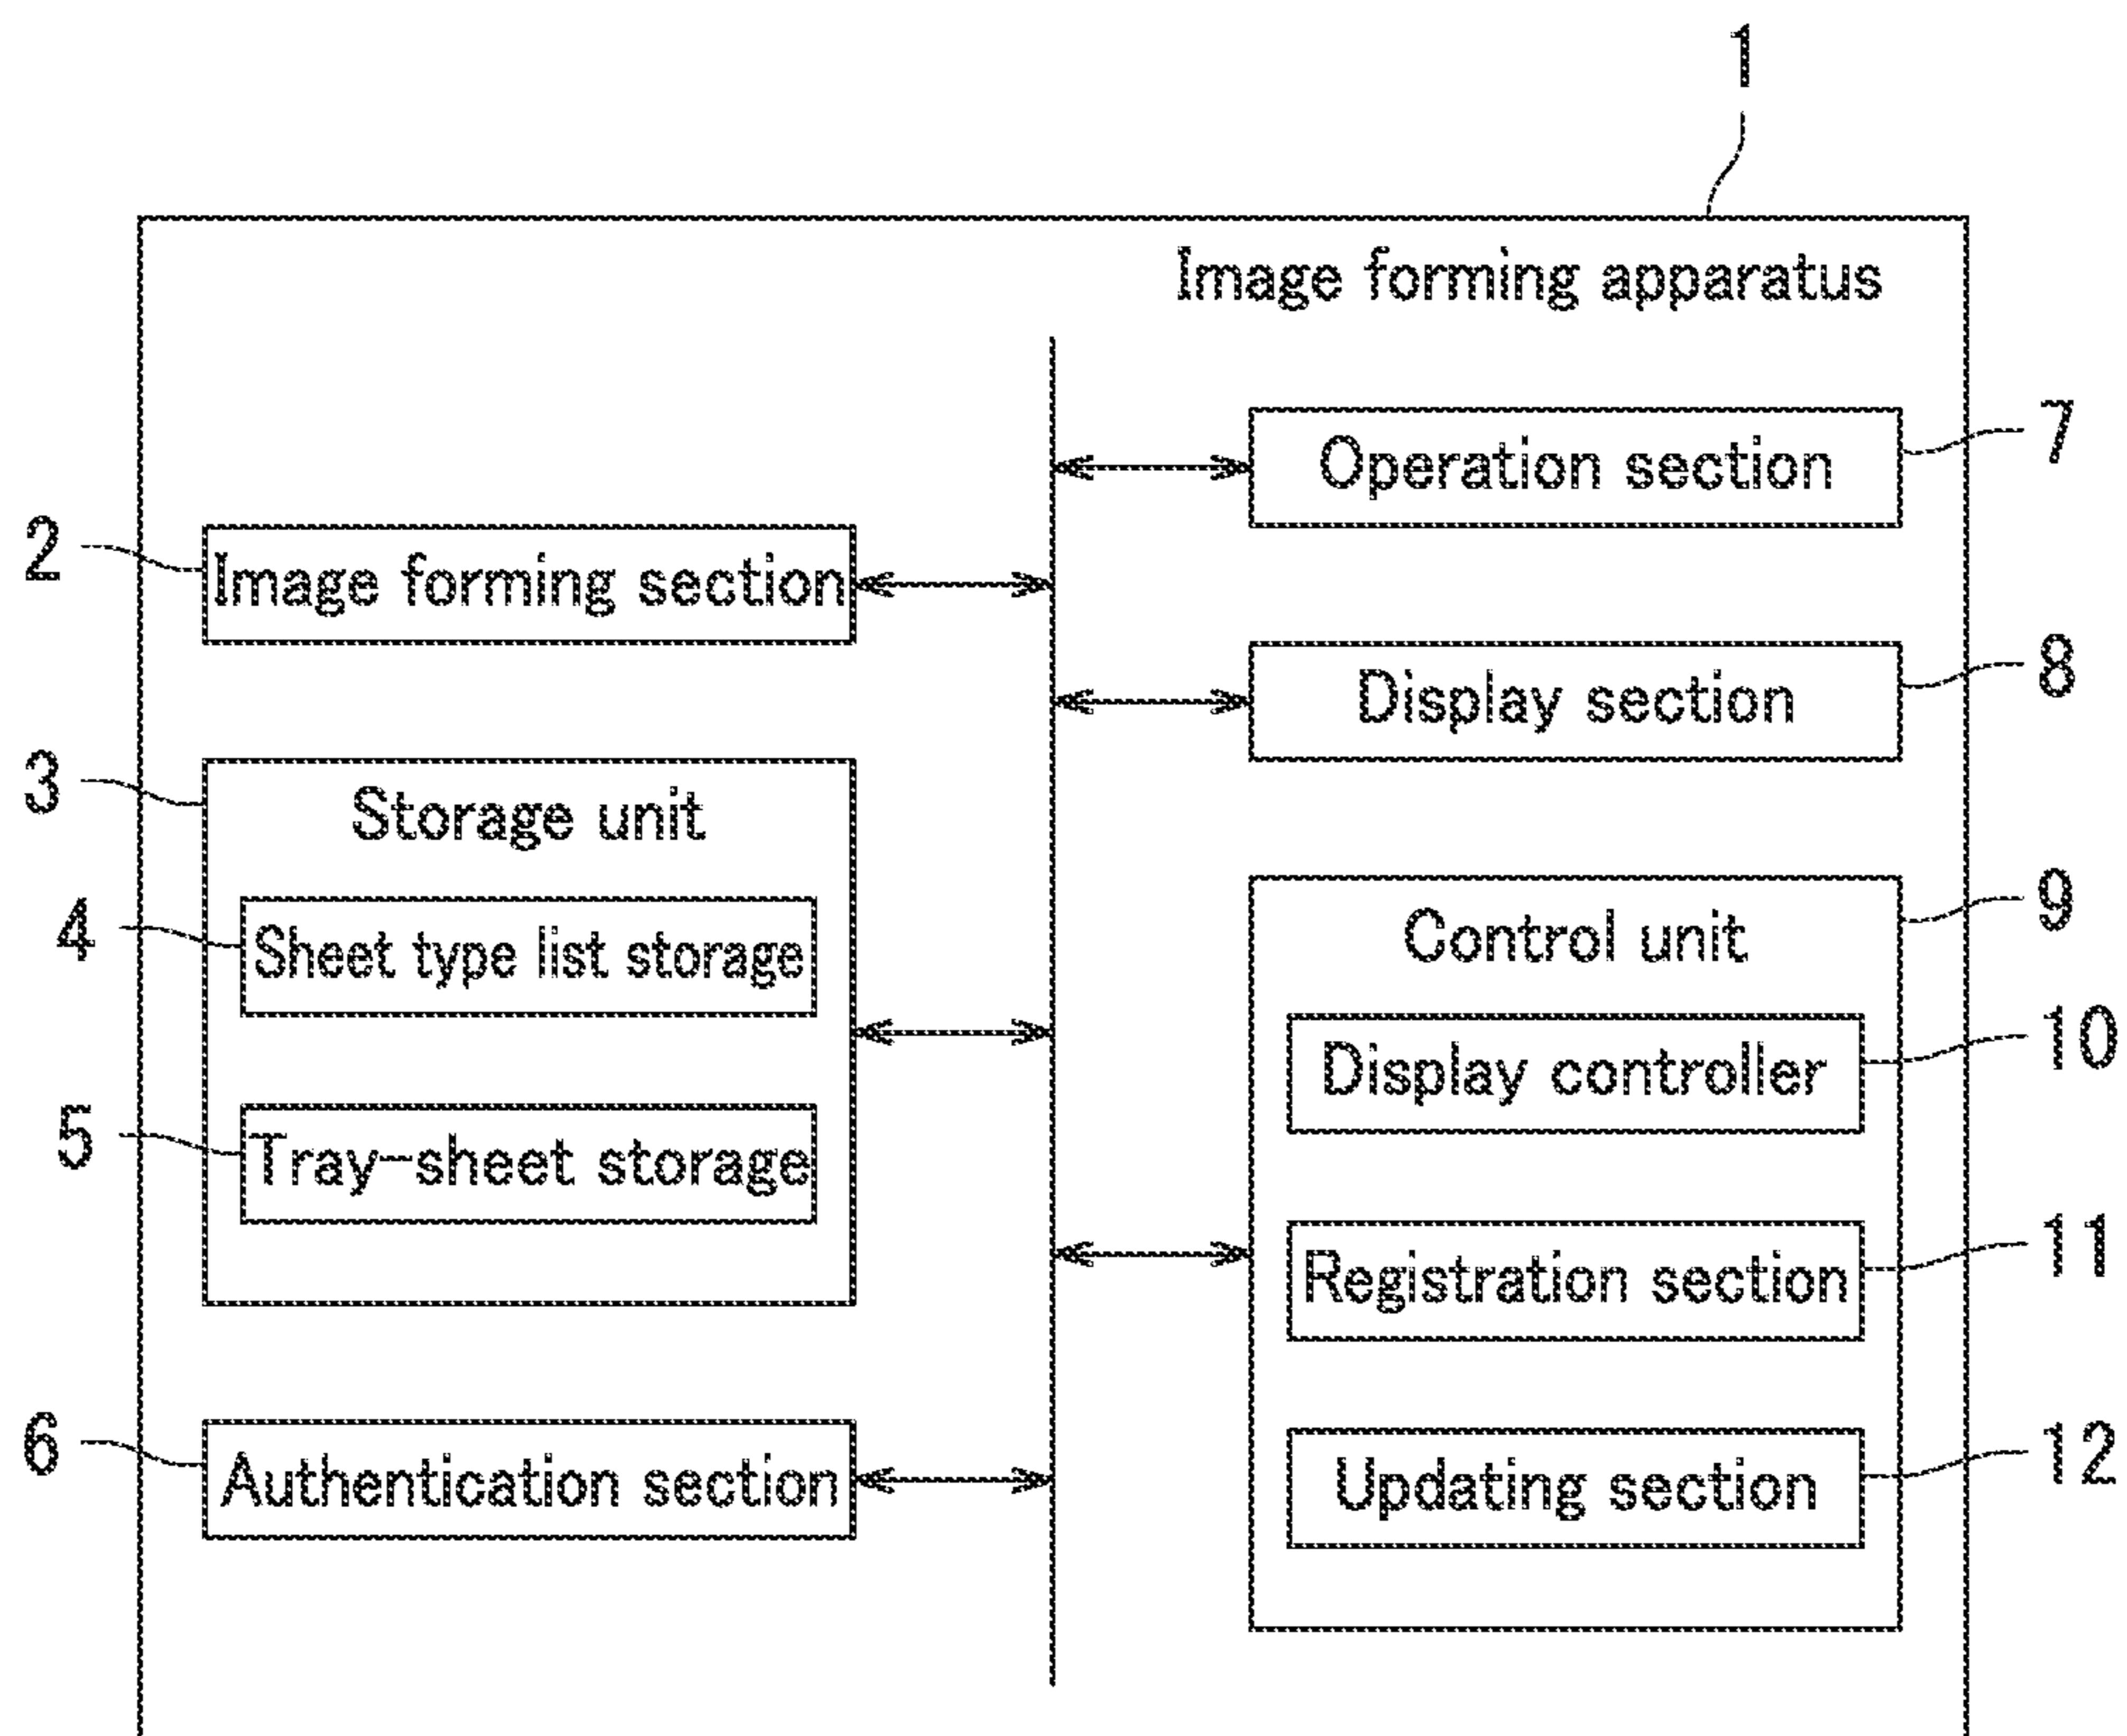 1
Image forming apparatus
7
Operation section
2
Image forming section
8
Display section
3
Storage unit
9
Control unit
4
Sheet type list storage
10
Display controller
5
Tray-sheet storage
11
Registration section
6
Authentication section
12
Updating section